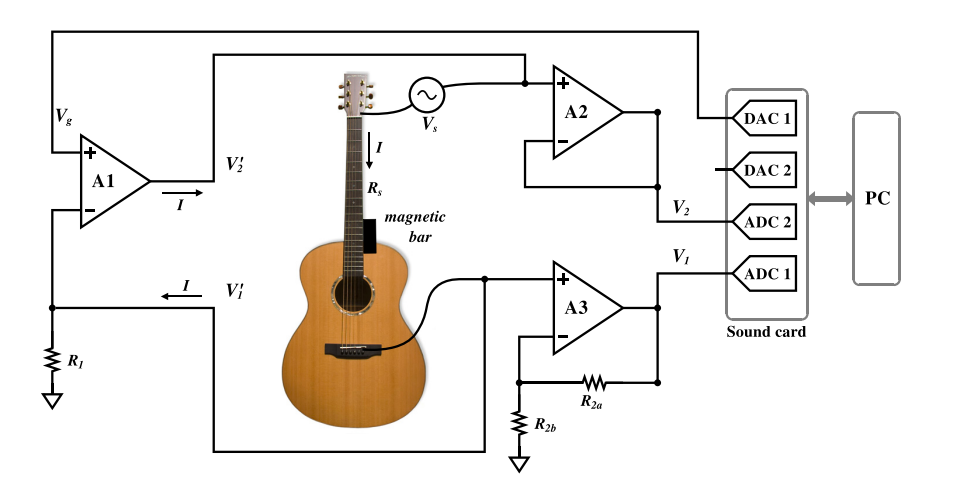 V_g
A1
+
−
I
V'_2
V_s
I
R_s
magnetic
bar
+
A2
−
V_2
V_1
DAC 1
DAC 2
ADC 2
ADC 1
Sound card
PC
I
V'_1
R_1
+
A3
−
R_2a
R_2b